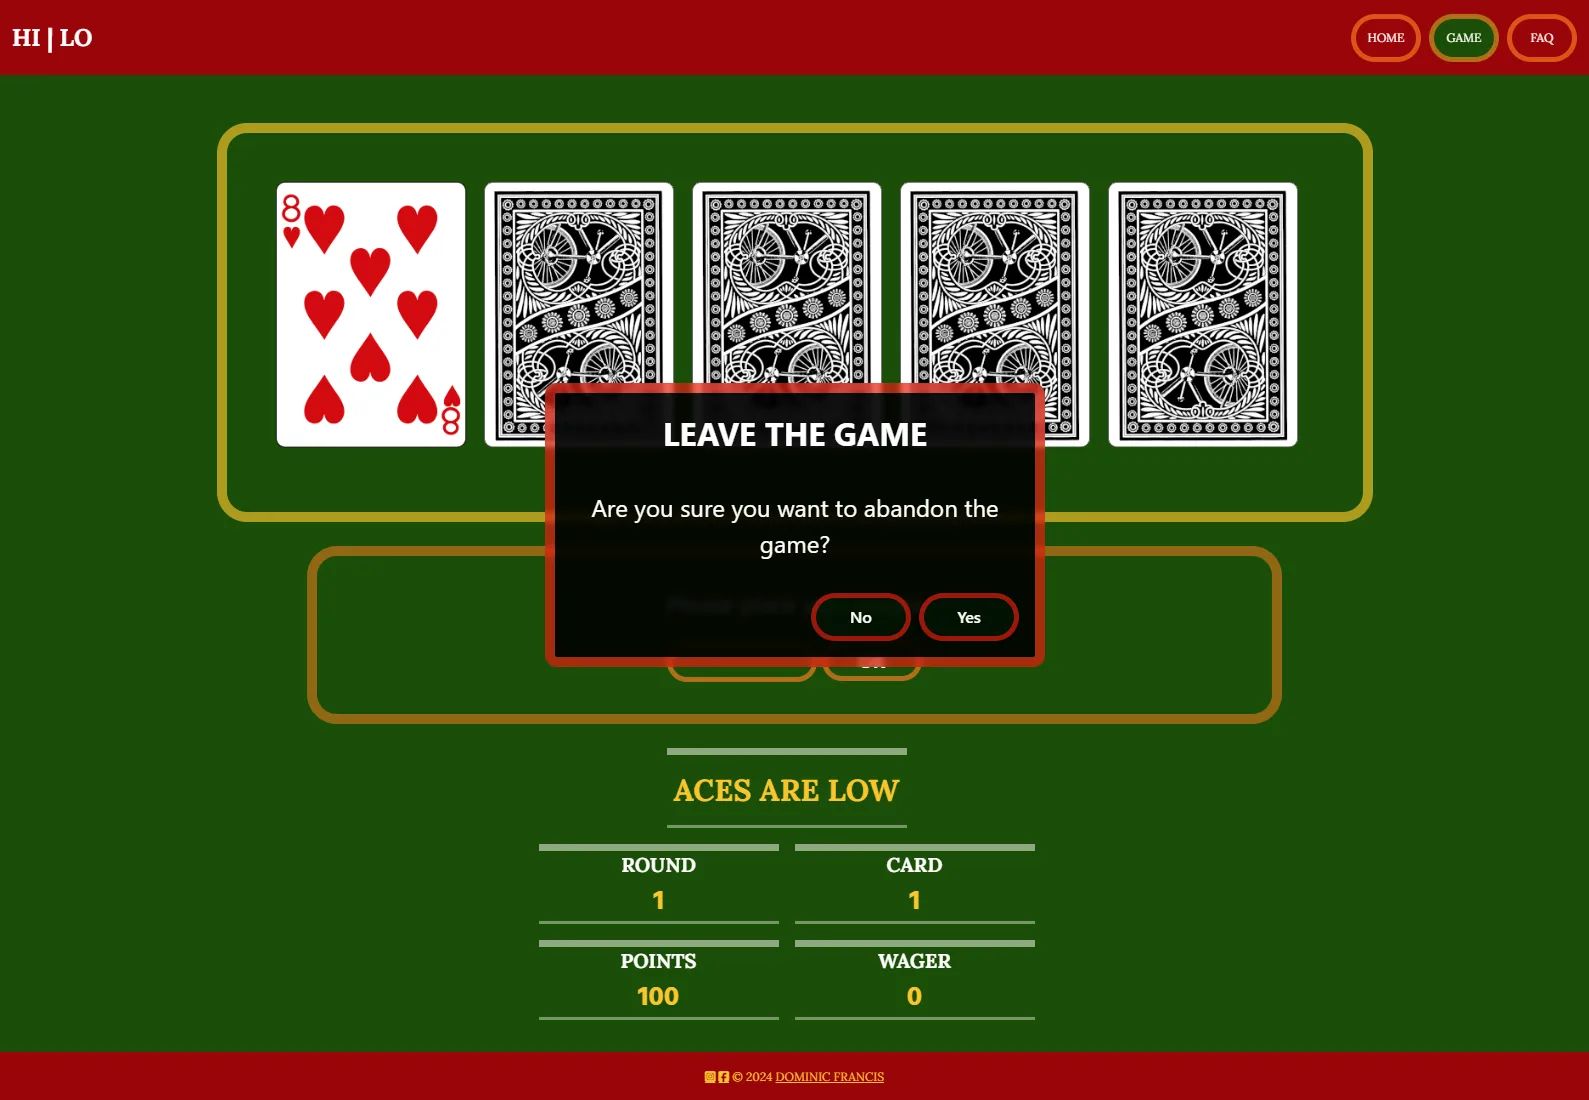 HI | LO
HOME
GAME
FAQ
8
8
LEAVE THE GAME
Are you sure you want to abandon the
game?
No
Yes
ACES ARE LOW
ROUND
1
CARD
1
POINTS
100
WAGER
0
© 2024 DOMINIC FRANCIS